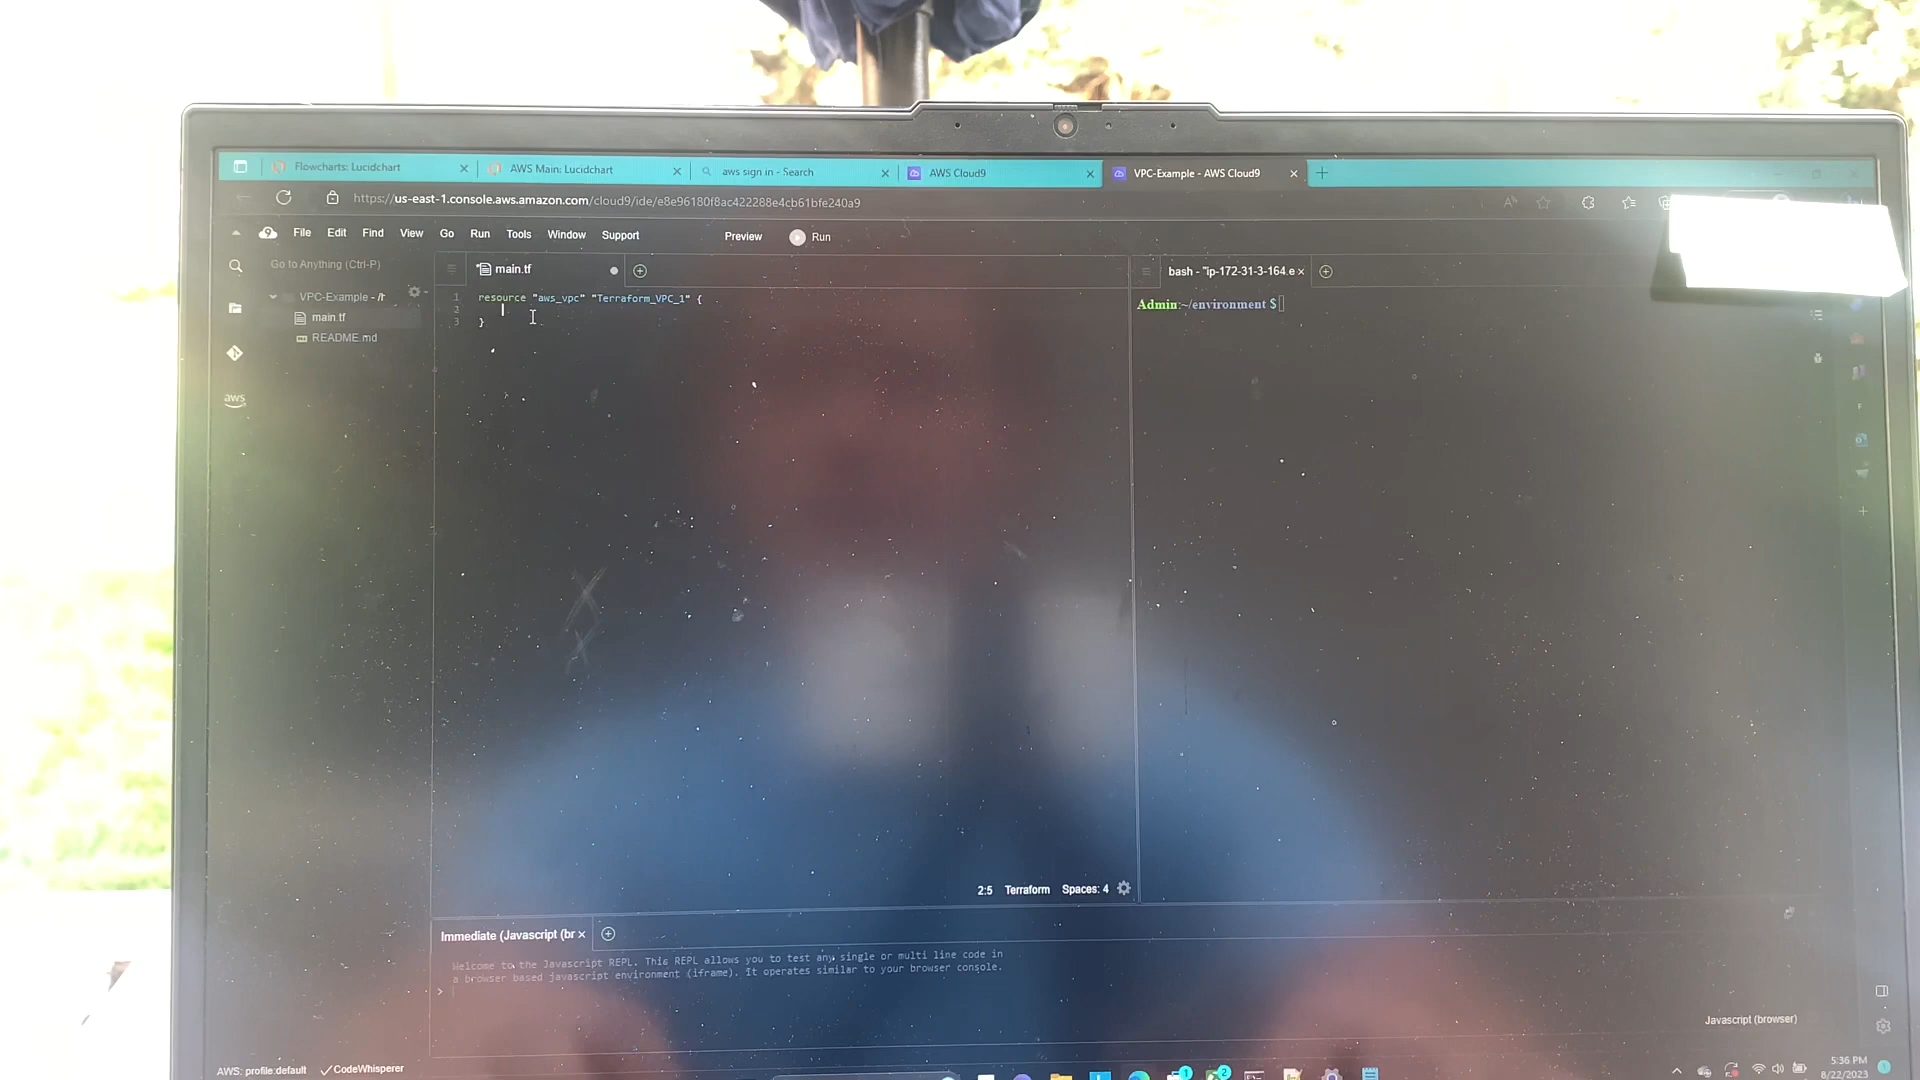 Flowcharts: Lucidchart
AWS Main: Lucidchart
aws sign in - Search
AWS Cloud9
VPC-Example - AWS Cloud9
https://us-east-1.console.aws.amazon.com/cloud9/ide/e8e96180f8ac422288e4cb61bfe240a9
File Edit Find View Go Run Tools Window Support Preview Run
Go to Anything (Ctrl-P)
VPC-Example - /h
main.tf
README.md
aws
*main.tf
1 resource "aws_vpc" "Terraform_VPC_1" {
2
3 }
2:5 Terraform Spaces: 4
bash - "ip-172-31-3-164.e
Admin:~/environment $
Immediate (Javascript (br
Welcome to the Javascript REPL. This REPL allows you to test any single or multi line code in
a browser based javascript environment (iframe). It operates similar to your browser console.
>
Javascript (browser)
AWS: profile:default CodeWhisperer
5:36 PM
8/22/2023